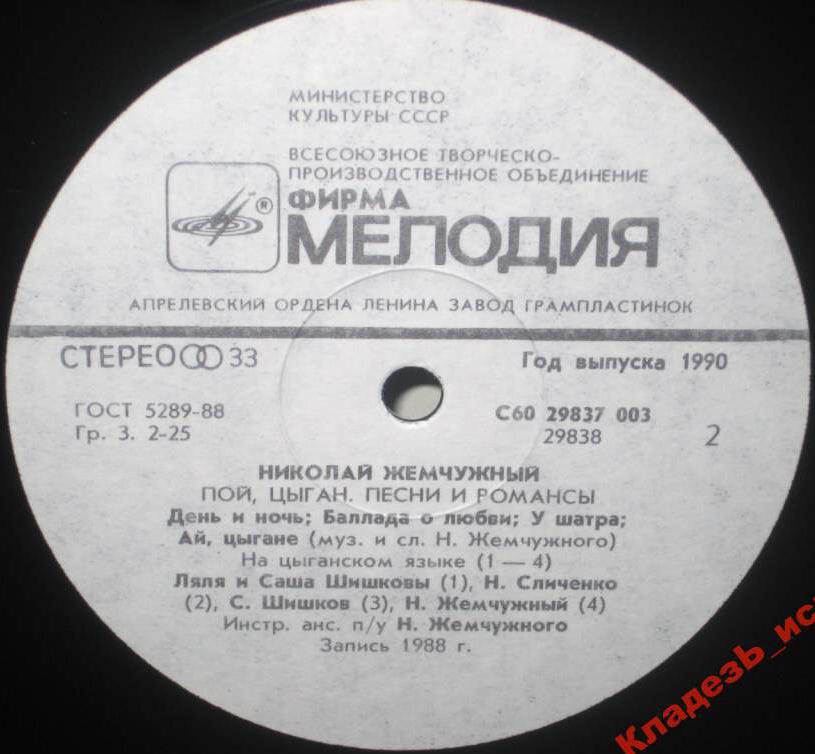 МИНИСТЕРСТВО
КУЛЬТУРЫ СССР
ВСЕСОЮЗНОЕ ТВОРЧЕСКО-
ПРОИЗВОДСТВЕННОЕ ОБЪЕДИНЕНИЕ
®
ФИРМА
МЕЛОДИЯ
АПРЕЛЕВСКИЙ ОРДЕНА ЛЕНИНА ЗАВОД ГРАМПЛАСТИНОК
СТЕРЕО 33
Год выпуска 1990
ГОСТ 5289-88
Гр. 3. 2-25
С60 29837 003
29838
2
НИКОЛАЙ ЖЕМЧУЖНЫЙ
ПОЙ, ЦЫГАН. ПЕСНИ И РОМАНСЫ
День и ночь; Баллада о любви; У шатра;
Ай, цыгане (муз. и сл. Н. Жемчужного)
На цыганском языке (1 — 4)
Ляля и Саша Шишковы (1), Н. Сличенко
(2), С. Шишков (3), Н. Жемчужный (4)
Инстр. анс. п/у Н. Жемчужного
Запись 1988 г.
КладезЬ_ис